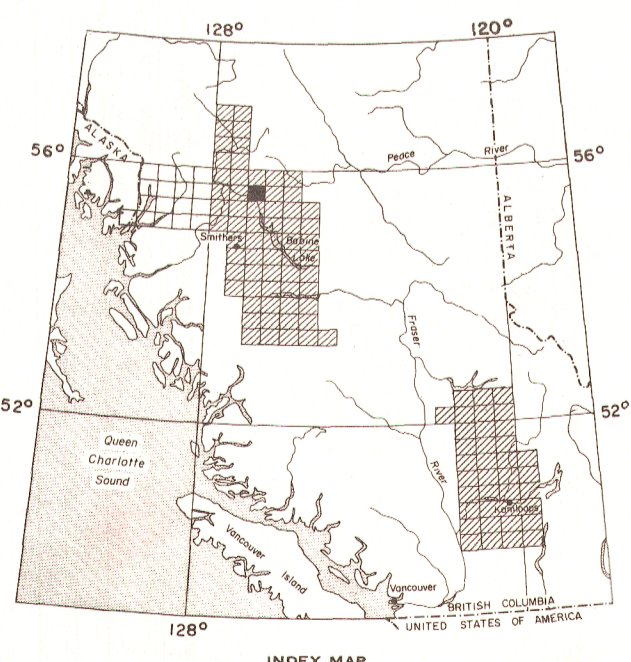 128°
120°
ALASKA
56°
Peace
River
56°
ALBERTA
Smithers
Babine
Lake
Fraser
52°
52°
Queen
Charlotte
Sound
River
Kamloops
Vancouver
Island
Vancouver
BRITISH COLUMBIA
UNITED STATES OF AMERICA
128°
INDEX MAP